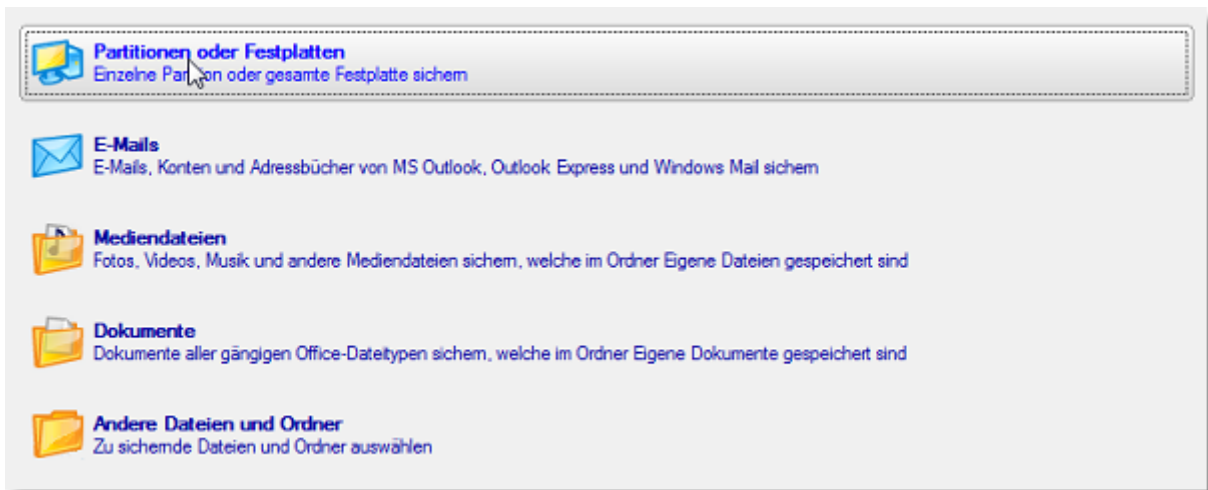 Partitionen oder Festplatten
Einzelne Partition oder gesamte Festplatte sichern
E-Mails
E-Mails, Konten und Adressbücher von MS Outlook, Outlook Express und Windows Mail sichern
Mediendateien
Fotos, Videos, Musik und andere Mediendateien sichern, welche im Ordner Eigene Dateien gespeichert sind
Dokumente
Dokumente aller gängigen Office-Dateitypen sichern, welche im Ordner Eigene Dokumente gespeichert sind
Andere Dateien und Ordner
Zu sichernde Dateien und Ordner auswählen